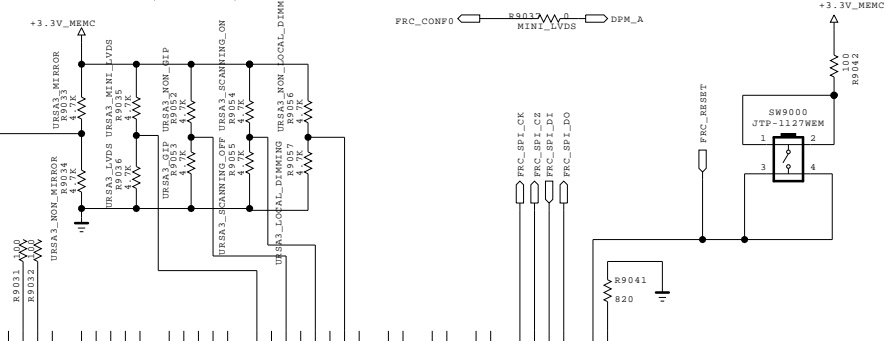 +3.3V_MEMC
URSA3_MIRROR
R9033
4.7K
URSA3_MINI_LVDS
R9035
4.7K
URSA3_NON_GIP
R9052
4.7K
URSA3_SCANNING_ON
R9054
4.7K
URSA3_NON_LOCAL_DIMM
R9056
4.7K
URSA3_NON_MIRROR
R9034
4.7K
URSA3_LVDS
R9036
4.7K
URSA3_GIP
R9053
4.7K
URSA3_SCANNING_OFF
R9055
4.7K
URSA3_LOCAL_DIMMING
R9057
4.7K
R9031
100
R9032
100
FRC_CONF0
R9037
0
MINI_LVDS
DPM_A
FRC_SPI_CK
FRC_SPI_CZ
FRC_SPI_DI
FRC_SPI_DO
FRC_RESET
+3.3V_MEMC
100
R9042
SW9000
JTP-1127WEM
1
2
3
4
R9041
820